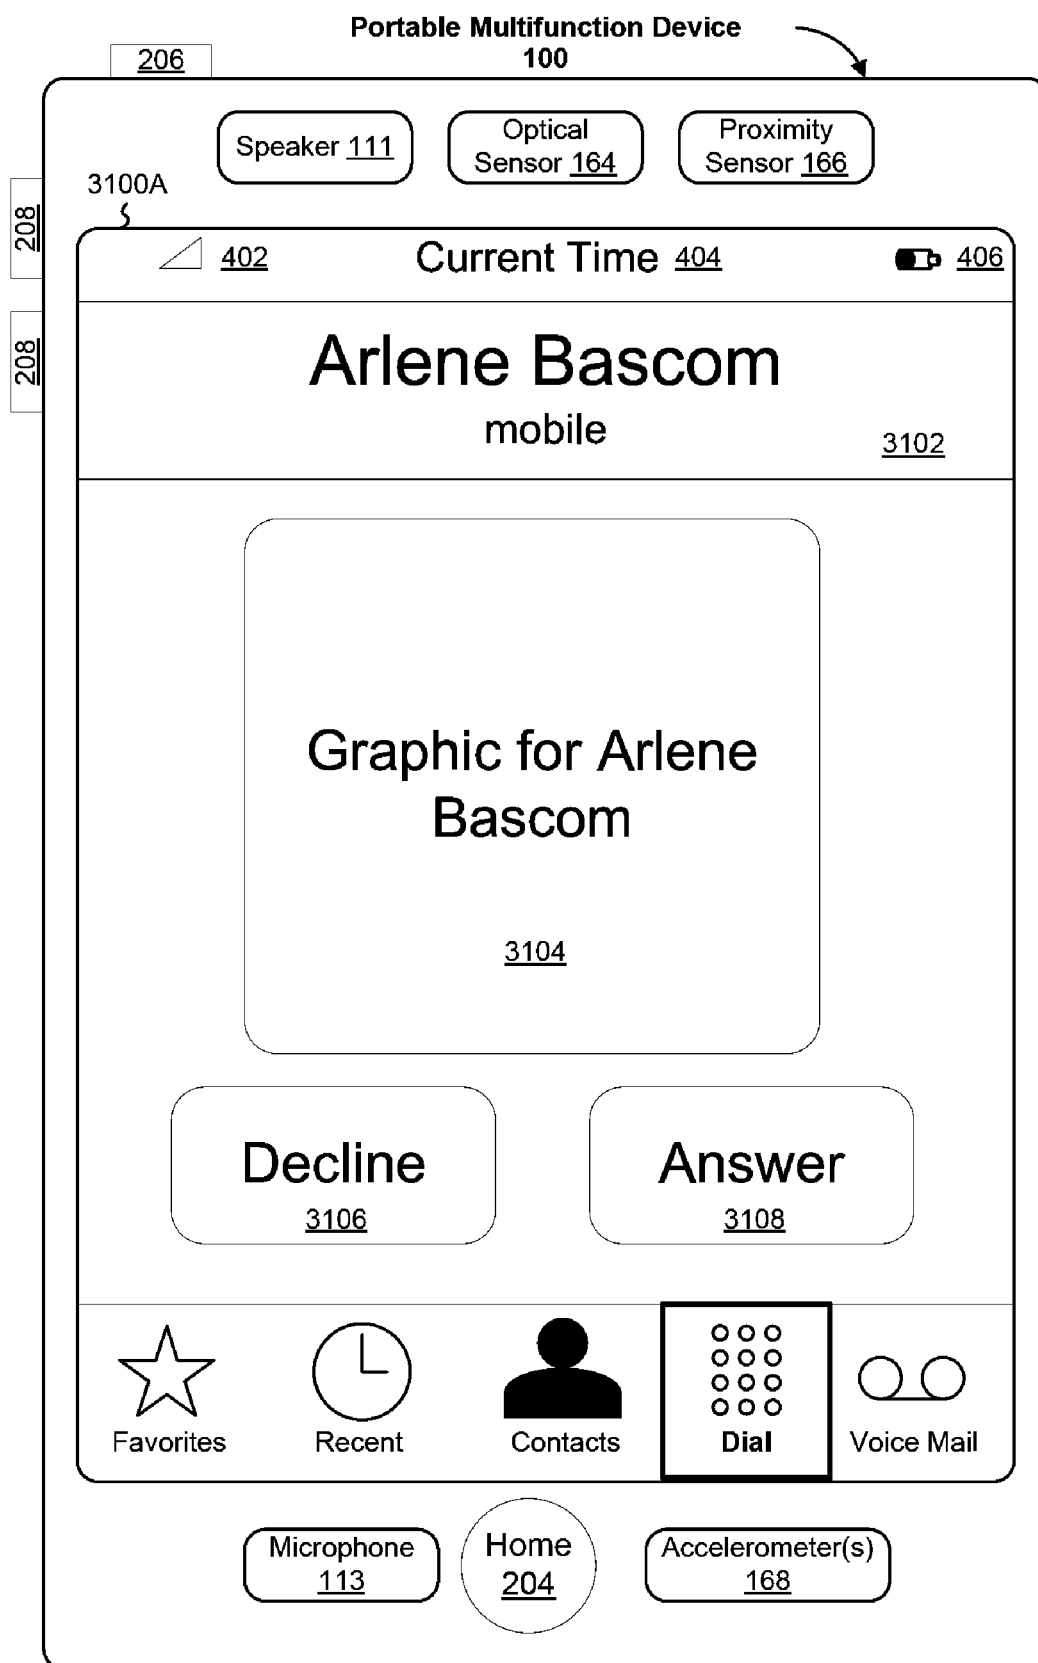 Portable Multifunction Device
100
206
Speaker 111
Optical
Sensor 164
Proximity
Sensor 166
3100A
208
402
Current Time 404
406
208
Arlene Bascom
mobile
3102
Graphic for Arlene
Bascom
3104
Decline
3106
Answer
3108
Favorites
Recent
Contacts
Dial
Voice Mail
Microphone
113
Home
204
Accelerometer(s)
168